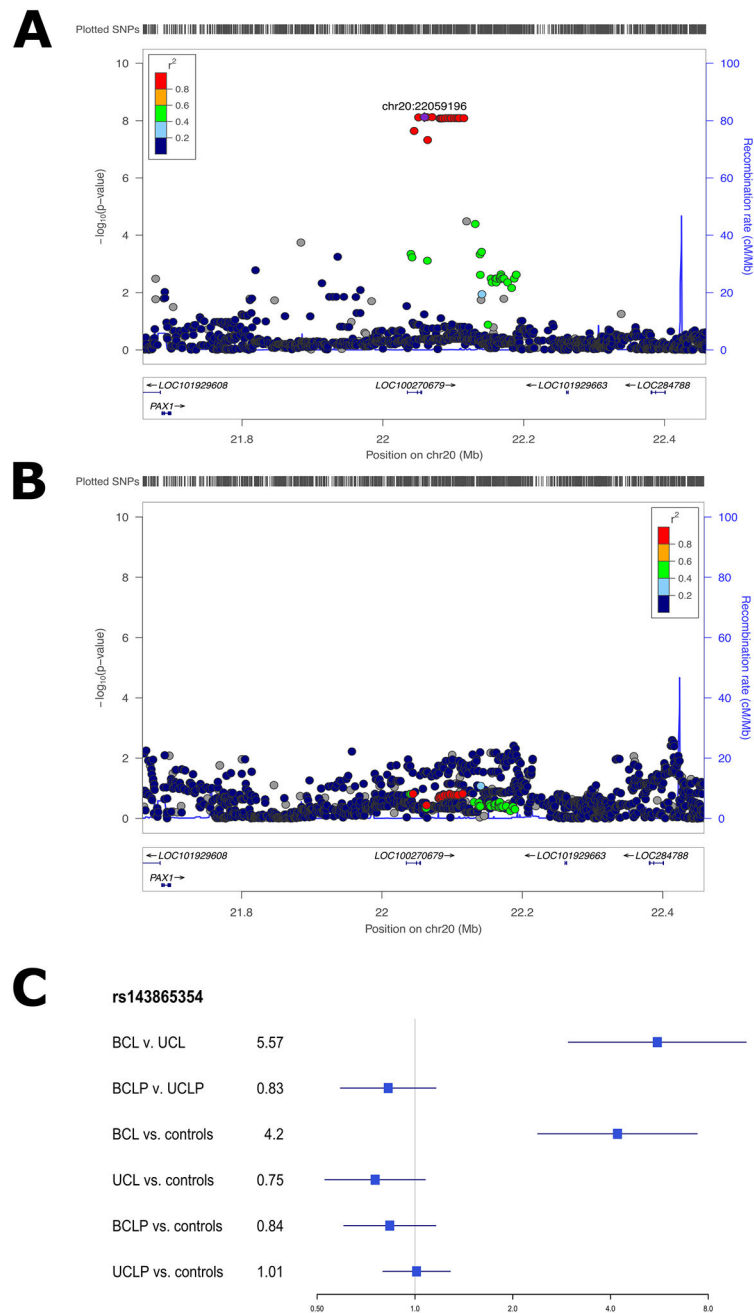 A
Plotted SNPs
10
8
6
4
2
0
−log10(p−value)
r2
0.8
0.6
0.4
0.2
chr20:22059196
100
80
60
40
20
0
Recombination rate (cM/Mb)
←LOC101929608
LOC100270679→
←LOC101929663
←LOC284788
PAX1→
21.8
22
22.2
22.4
Position on chr20 (Mb)
B
Plotted SNPs
10
8
6
4
2
0
−log10(p−value)
r2
0.8
0.6
0.4
0.2
100
80
60
40
20
0
Recombination rate (cM/Mb)
←LOC101929608
LOC100270679→
←LOC101929663
←LOC284788
PAX1→
21.8
22
22.2
22.4
Position on chr20 (Mb)
C
rs143865354
BCL v. UCL 5.57
BCLP v. UCLP 0.83
BCL vs. controls 4.2
UCL vs. controls 0.75
BCLP vs. controls 0.84
UCLP vs. controls 1.01
0.50 1.0 2.0 4.0 8.0